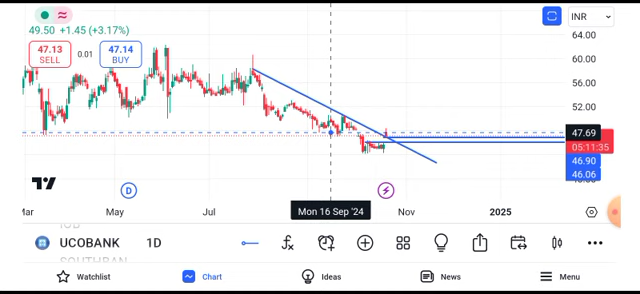 INR
49.50 +1.45 (+3.17%)
64.00
47.13
SELL
0.01
47.14
BUY
60.00
56.00
52.00
47.69
05:11:35
46.90
46.06
D
Mar
May
Jul
Mon 16 Sep '24
Nov
2025
UCOBANK
1D
SOUTHBAN
Watchlist
Chart
Ideas
News
Menu